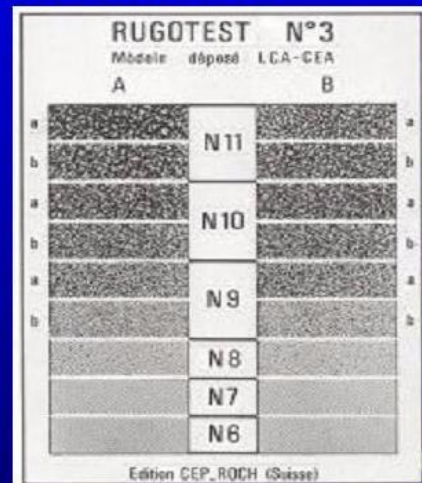 RUGOTEST N°3
Modèle déposé LCA-CEA
A B
a a
N11
b b
a a
N10
b b
a a
N9
b b
N8
N7
N6
Edition CEP_ROCH (Suisse)